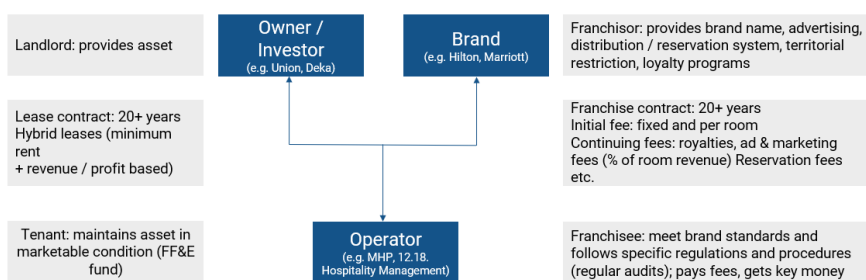 Landlord: provides asset
Owner /
Investor
(e.g. Union, Deka)
Brand
(e.g. Hilton, Marriott)
Franchisor: provides brand name, advertising,
distribution / reservation system, territorial
restriction, loyalty programs
Lease contract: 20+ years
Hybrid leases (minimum
rent
+ revenue / profit based)
Franchise contract: 20+ years
Initial fee: fixed and per room
Continuing fees: royalties, ad & marketing
fees (% of room revenue) Reservation fees
etc.
Tenant: maintains asset in
marketable condition (FF&E
fund)
Operator
(e.g. MHP, 12.18.
Hospitality Management)
Franchisee: meet brand standards and
follows specific regulations and procedures
(regular audits); pays fees, gets key money